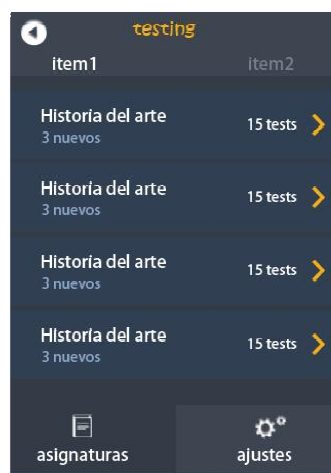 testing
item1 item2
Historia del arte
3 nuevos
15 tests
Historia del arte
3 nuevos
15 tests
Historia del arte
3 nuevos
15 tests
Historia del arte
3 nuevos
15 tests
asignaturas ajustes